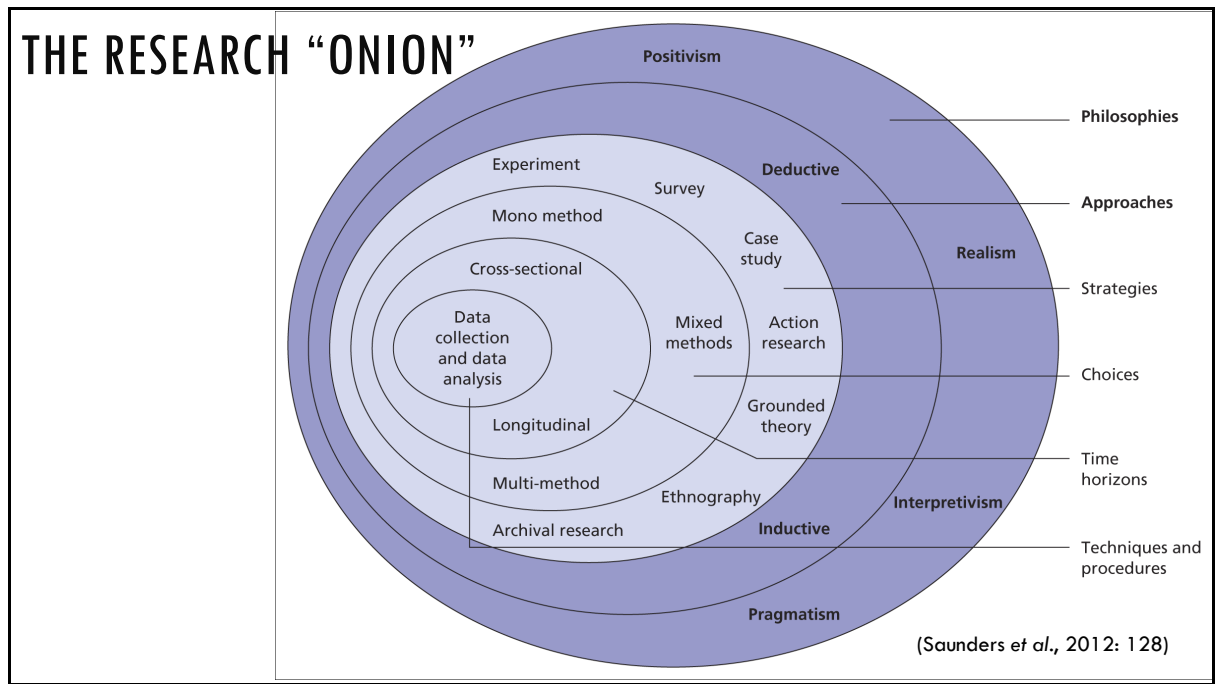 THE RESEARCH “ONION”
Positivism
Philosophies
Experiment
Deductive
Survey
Approaches
Mono method
Case
study
Realism
Cross-sectional
Strategies
Data
collection
and data
analysis
Mixed
methods
Action
research
Choices
Grounded
theory
Longitudinal
Time
horizons
Multi-method
Ethnography
Interpretivism
Archival research
Inductive
Techniques and
procedures
Pragmatism
(Saunders et al., 2012: 128)